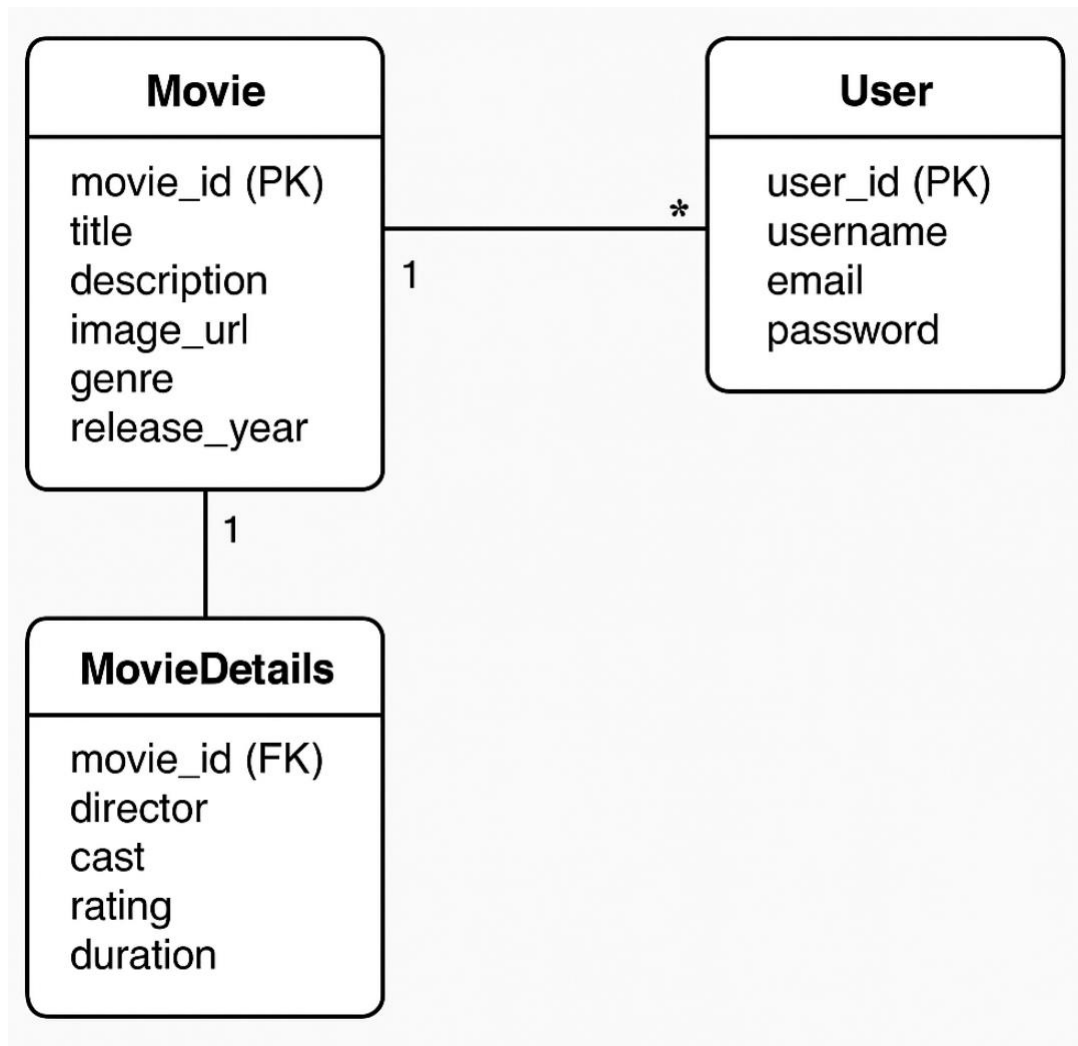 Movie
movie_id (PK)
title
description
image_url
genre
release_year
1
*
User
user_id (PK)
username
email
password
1
MovieDetails
movie_id (FK)
director
cast
rating
duration